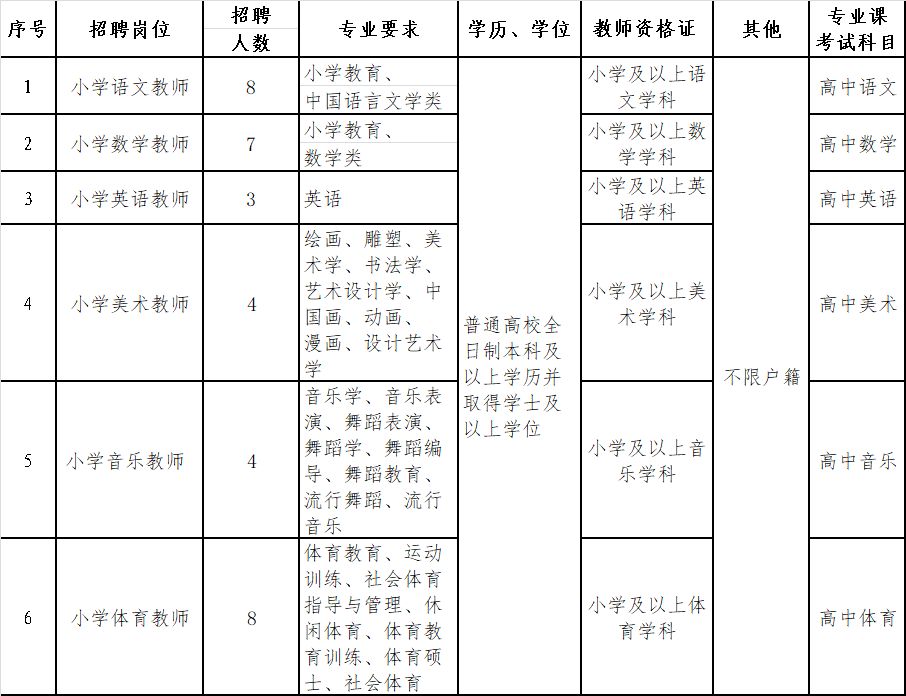 序号 招聘岗位 招聘人数 专业要求 学历、学位 教师资格证 其他 专业课考试科目
1 小学语文教师 8 小学教育、
中国语言文学类
小学及以上语
文学科
高中语文
2 小学数学教师 7 小学教育、
数学类
小学及以上数
学学科
高中数学
3 小学英语教师 3 英语
小学及以上英
语学科
高中英语
4 小学美术教师 4 绘画、雕塑、美
术学、书法学、
艺术设计学、中
国画、动画、
漫画、设计艺术
学
小学及以上美
术学科
高中美术
普通高校全
日制本科及
以上学历并
取得学士及
以上学位
不限户籍
5 小学音乐教师 4 音乐学、音乐表
演、舞蹈表演、
舞蹈学、舞蹈编
导、舞蹈教育、
流行舞蹈、流行
音乐
小学及以上音
乐学科
高中音乐
6 小学体育教师 8 体育教育、运动
训练、社会体育
指导与管理、休
闲体育、体育教
育训练、体育硕
士、社会体育
小学及以上体
育学科
高中体育